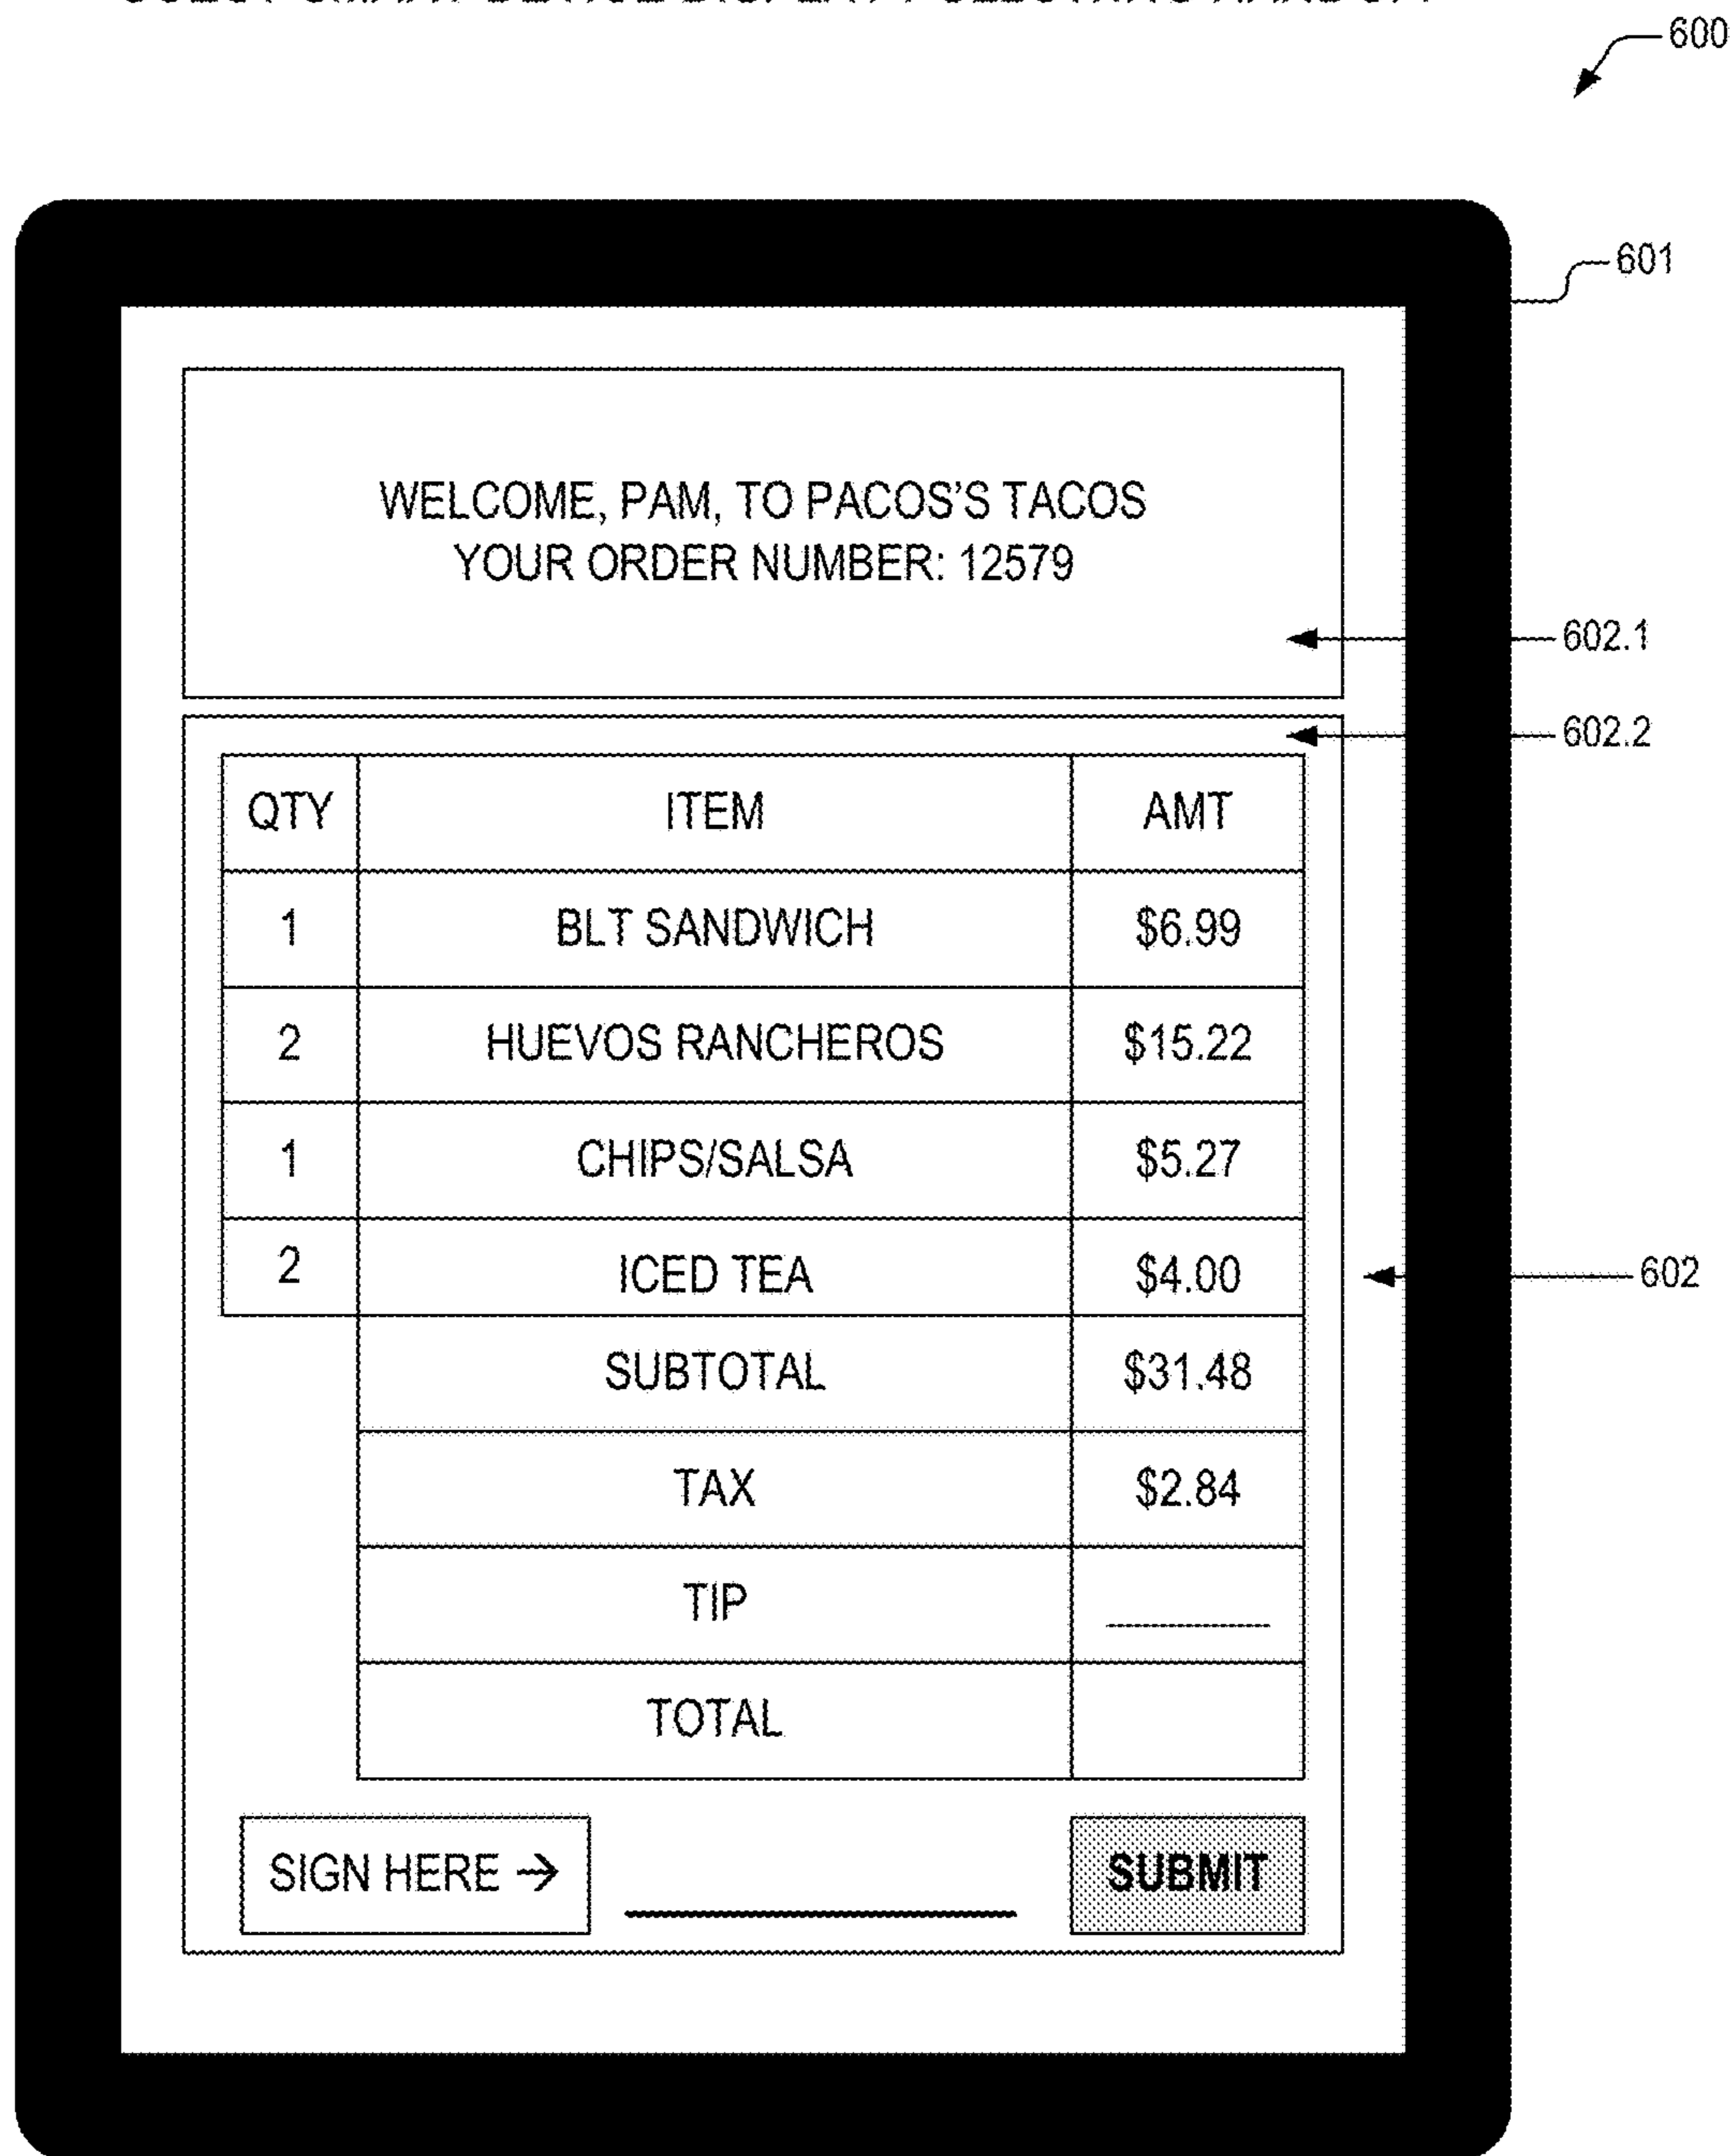 600
601
WELCOME, PAM, TO PACOS'S TACOS
YOUR ORDER NUMBER: 12579
602.1
602.2
QTY ITEM AMT
1 BLT SANDWICH $6.99
2 HUEVOS RANCHEROS $15.22
1 CHIPS/SALSA $5.27
2 ICED TEA $4.00
602
SUBTOTAL $31.48
TAX $2.84
TIP
TOTAL
SIGN HERE → SUBMIT